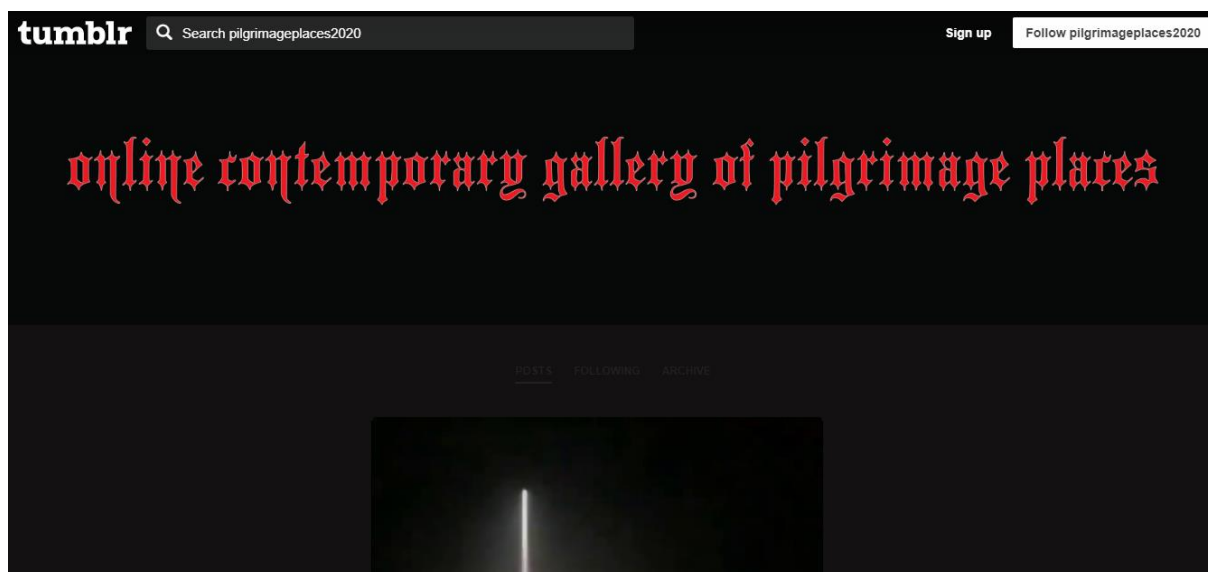 tumblr Search pilgrimageplaces2020 Sign up Follow pilgrimageplaces2020
online contemporary gallery of pilgrimage places
POSTS FOLLOWING ARCHIVE